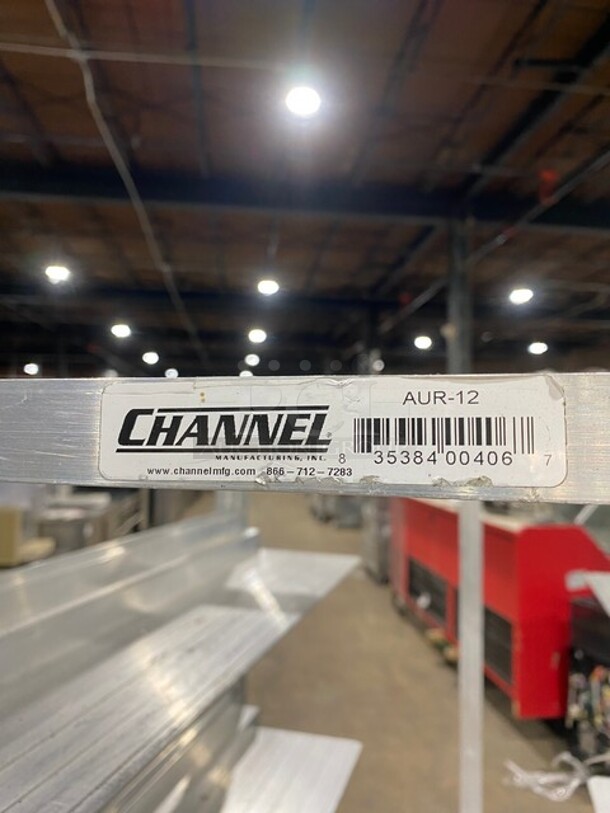 CHANNEL
MANUFACTURING, INC.
www.channelmfg.com 866-712-7283
AUR-12
8 35384 00406 7